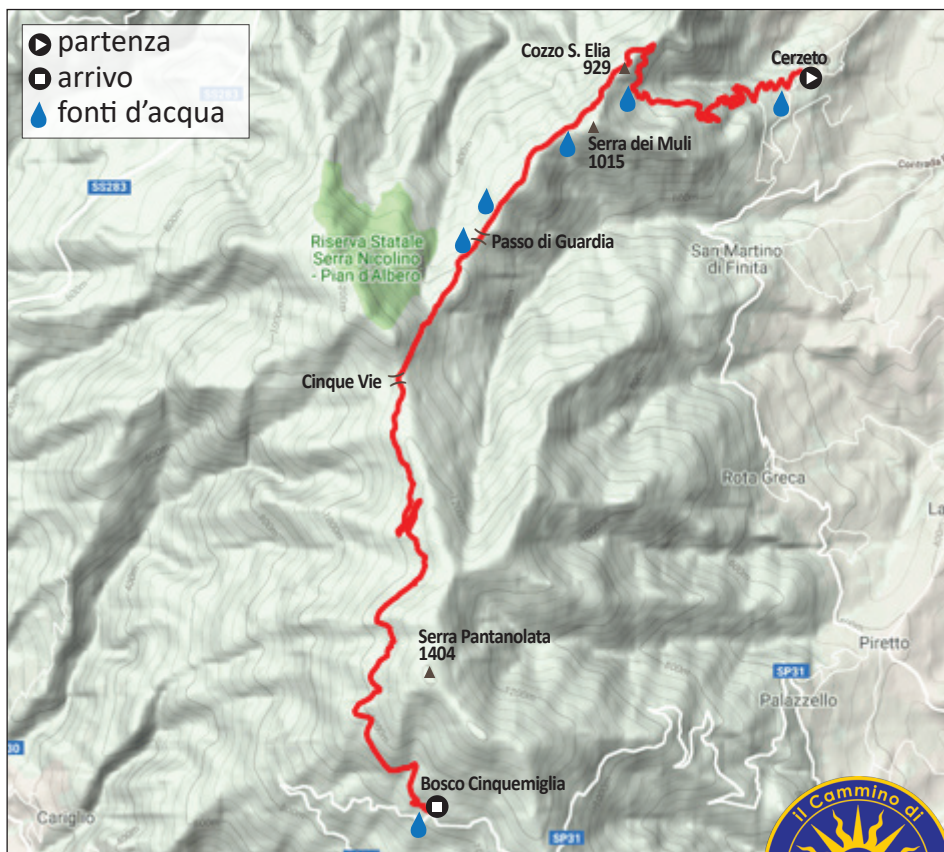 partenza
arrivo
fonti d'acqua
Cozzo S. Elia
929
Cerzeto
Serra dei Muli
1015
SS283
Contrada
Riserva Statale
Serra Nicolino
- Pian d'Albero
Passo di Guardia
San Martino
di Finita
Cinque Vie
Rota Greca
La
Serra Pantanolata
1404
Piretto
SP31
Palazzello
Bosco Cinquemiglia
Cariglio
SP31
il Cammino di